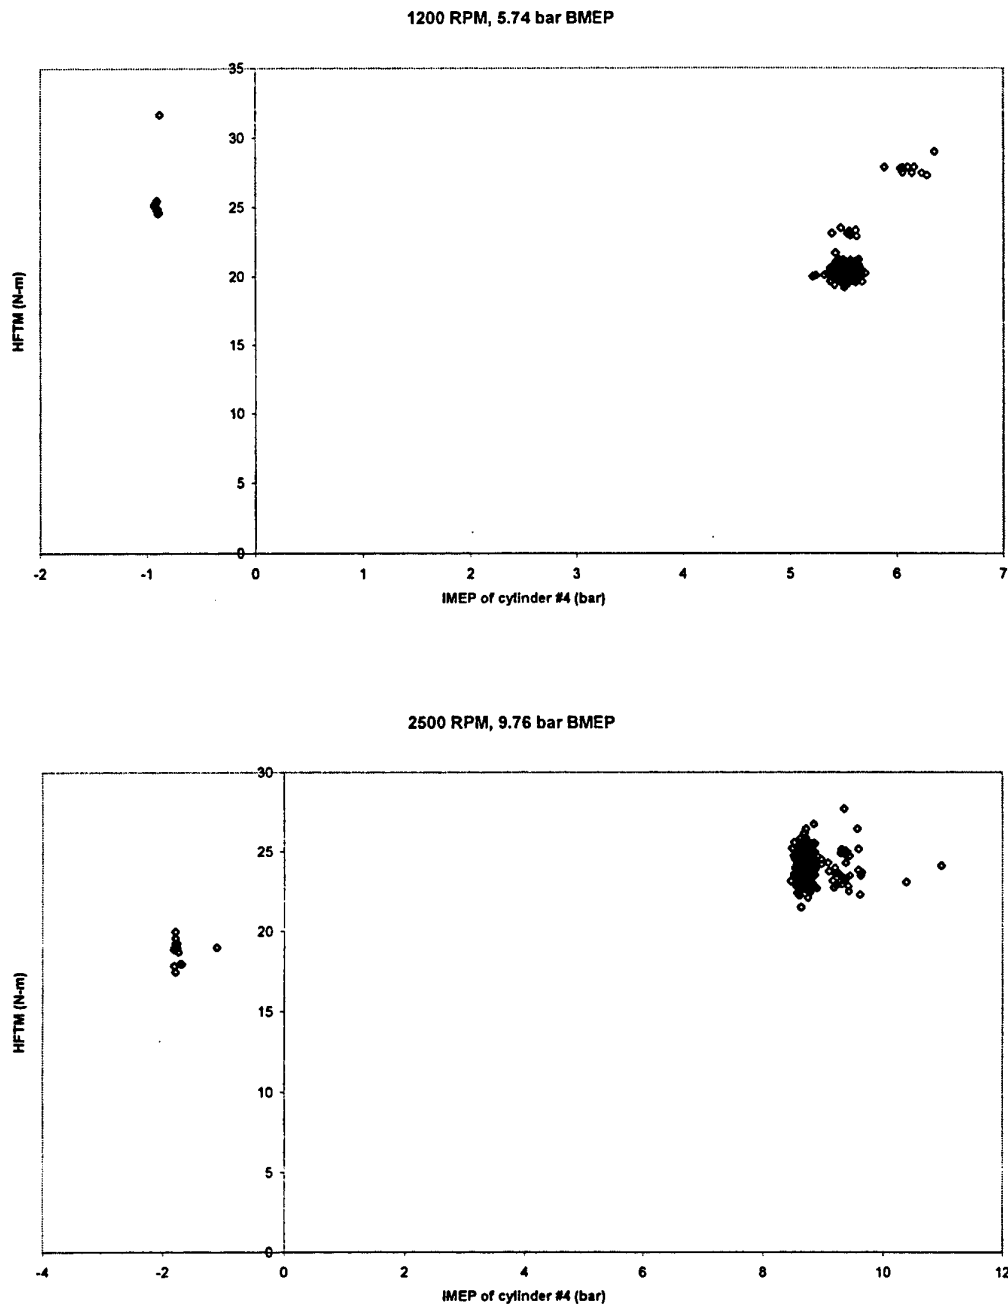 1200 RPM, 5.74 bar BMEP
35
30
25
20
15
10
5
0
HFTM (N-m)
-2 -1 0 1 2 3 4 5 6 7
IMEP of cylinder #4 (bar)
2500 RPM, 9.76 bar BMEP
30
25
20
15
10
5
0
HFTM (N-m)
-4 -2 0 2 4 6 8 10 12
IMEP of cylinder #4 (bar)